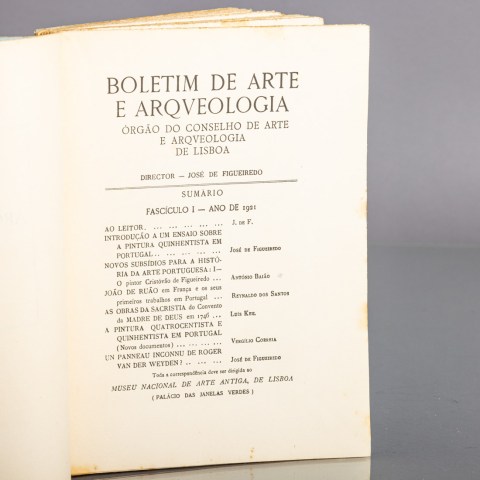 BOLETIM DE ARTE
E ARQVEOLOGIA
ÓRGÃO DO CONSELHO DE ARTE
E ARQVEOLOGIA
DE LISBOA
DIRECTOR — JOSÉ DE FIGUEIREDO
SUMÁRIO
FASCÍCULO I — ANO DE 1921
AO LEITOR.. ... ... ... ... ... J. DE F.
INTRODUÇÃO A UM ENSAIO SOBRE
A PINTURA QUINHENTISTA EM
PORTUGAL.. ... ... ... ... JOSÉ DE FIGUEIREDO
NOVOS SUBSÍDIOS PARA A HISTÓ-
RIA DA ARTE PORTUGUESA: I—
O pintor Cristóvão de Figueiredo ... ANTÓNIO BAIÃO
JOÃO DE RUÃO em França e os seus
primeiros trabalhos em Portugal ... REYNALDO DOS SANTOS
AS OBRAS DA SACRISTIA do Convento
da MADRE DE DEUS em 1746 ... LUÍS KEIL
A PINTURA QUATROCENTISTA E
QUINHENTISTA EM PORTUGAL
(Novos documentos) ... ... ... VERGILIO CORREIA
UN PANNEAU INCONNU DE ROGER
VAN DER WEYDEN? .. ... ... JOSÉ DE FIGUEIREDO
Toda a correspondência deve ser dirigida ao
MUSEU NACIONAL DE ARTE ANTIGA, DE LISBOA
(PALÁCIO DAS JANELAS VERDES)